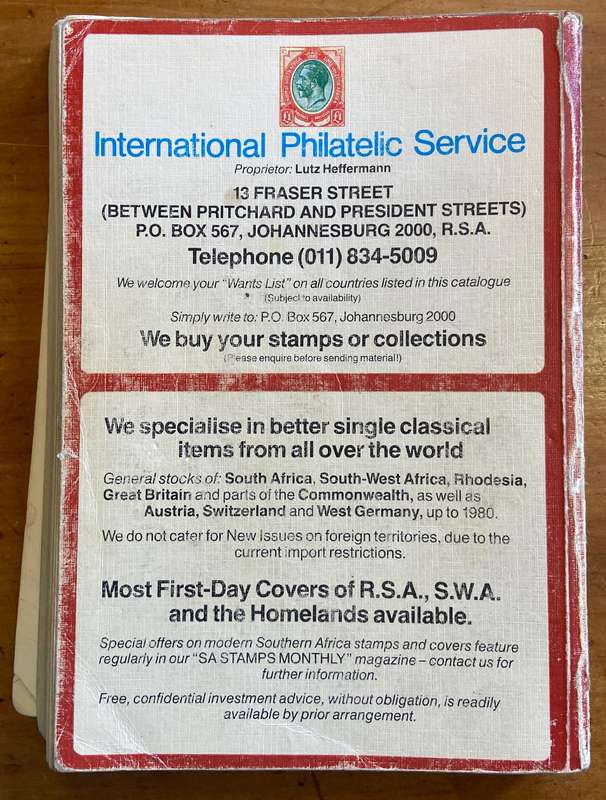 £1 £1
International Philatelic Service
Proprietor: Lutz Heffermann
13 FRASER STREET
(BETWEEN PRITCHARD AND PRESIDENT STREETS)
P.O. BOX 567, JOHANNESBURG 2000, R.S.A.
Telephone (011) 834-5009
We welcome your "Wants List" on all countries listed in this catalogue
(Subject to availability)
Simply write to: P.O. Box 567, Johannesburg 2000
We buy your stamps or collections
(Please enquire before sending material!)
We specialise in better single classical
items from all over the world
General stocks of: South Africa, South-West Africa, Rhodesia,
Great Britain and parts of the Commonwealth, as well as
Austria, Switzerland and West Germany, up to 1980.
We do not cater for New Issues on foreign territories, due to the
current import restrictions.
Most First-Day Covers of R.S.A., S.W.A.
and the Homelands available.
Special offers on modern Southern Africa stamps and covers feature
regularly in our "SA STAMPS MONTHLY" magazine – contact us for
further information.
Free, confidential investment advice, without obligation, is readily
available by prior arrangement.